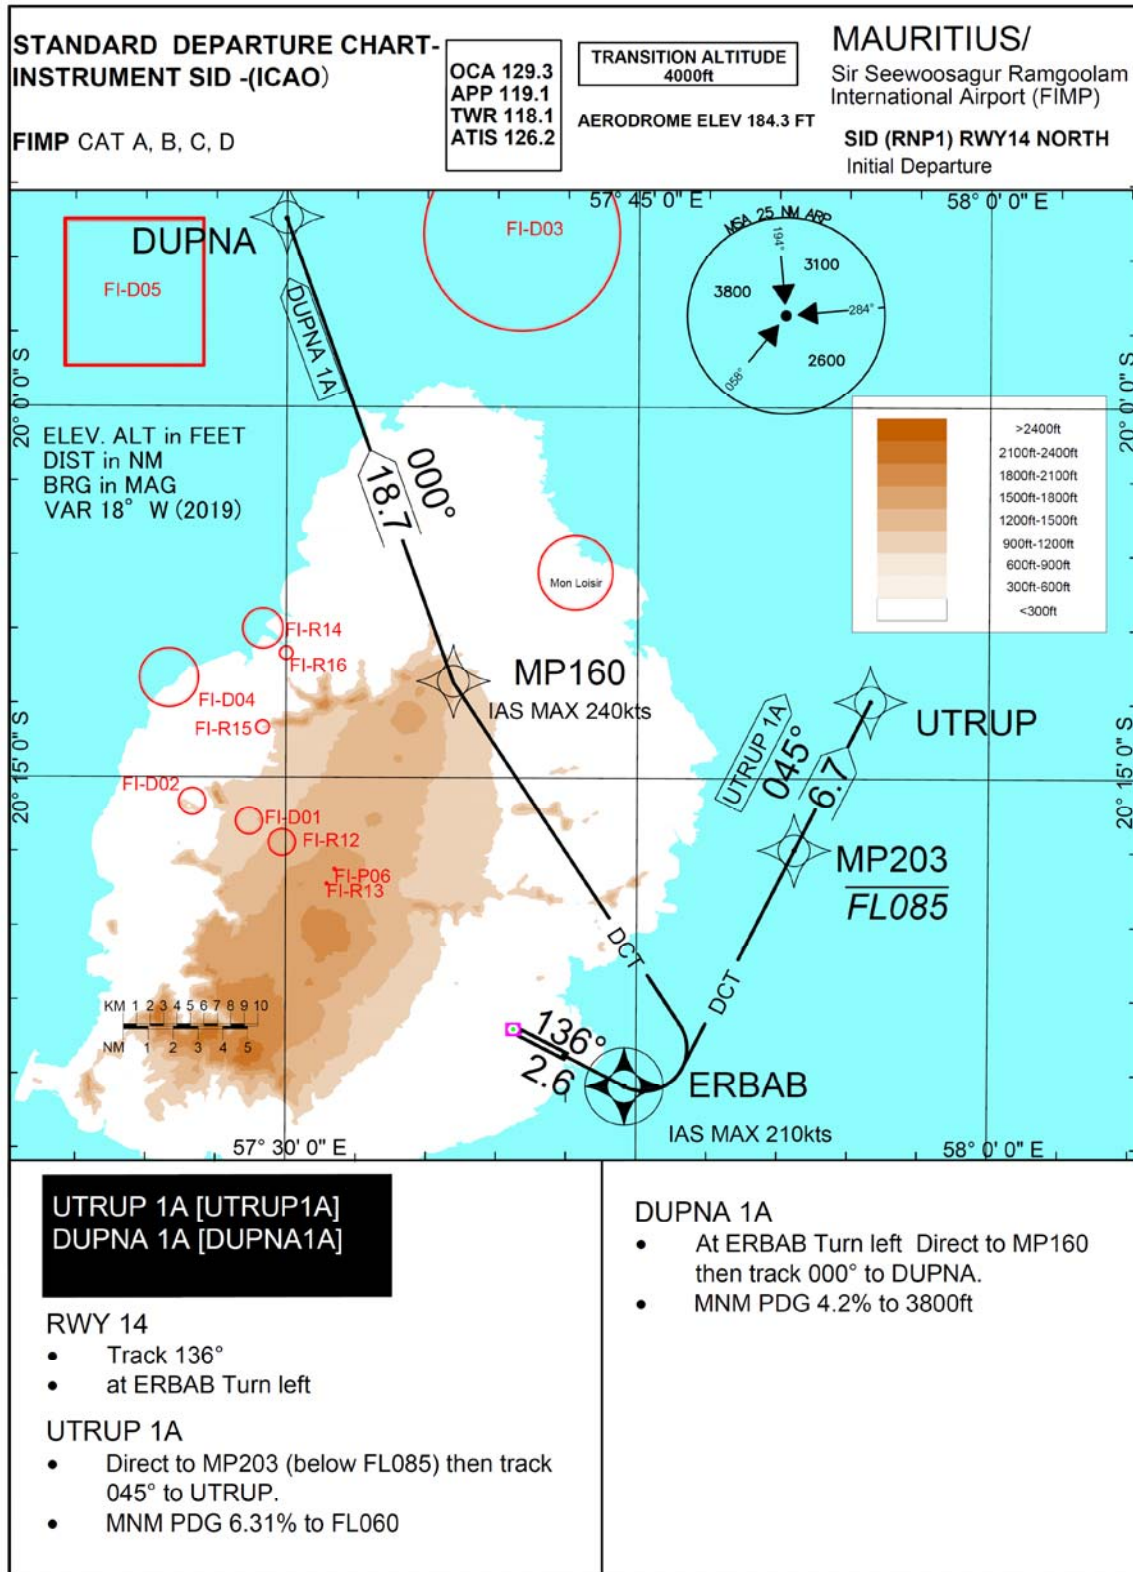 STANDARD DEPARTURE CHART-
INSTRUMENT SID -(ICAO)
FIMP CAT A, B, C, D
OCA 129.3
APP 119.1
TWR 118.1
ATIS 126.2
TRANSITION ALTITUDE
4000ft
AERODROME ELEV 184.3 FT
MAURITIUS/
Sir Seewoosagur Ramgoolam
International Airport (FIMP)
SID (RNP1) RWY14 NORTH
Initial Departure
57° 45' 0" E
58° 0' 0" E
DUPNA
FI-D05
FI-D03
DUPNA 1A
MSA 25 NM ARP
194°
3100
3800
284°
2600
058°
20° 0' 0" S
20° 0' 0" S
ELEV. ALT in FEET
DIST in NM
BRG in MAG
VAR 18° W (2019)
000°
18.7
>2400ft
2100ft-2400ft
1800ft-2100ft
1500ft-1800ft
1200ft-1500ft
900ft-1200ft
600ft-900ft
300ft-600ft
<300ft
Mon Loisir
FI-R14
FI-R16
FI-D04
FI-R15
MP160
IAS MAX 240kts
UTRUP 1A
045°
6.7
UTRUP
20° 15' 0" S
20° 15' 0" S
FI-D02
FI-D01
FI-R12
FI-P06
FI-R13
MP203
FL085
DCT
DCT
KM 1 2 3 4 5 6 7 8 9 10
NM 1 2 3 4 5
136°
2.6
ERBAB
IAS MAX 210kts
57° 30' 0" E
58° 0' 0" E
UTRUP 1A [UTRUP1A]
DUPNA 1A [DUPNA1A]
RWY 14
• Track 136°
• at ERBAB Turn left
UTRUP 1A
• Direct to MP203 (below FL085) then track
045° to UTRUP.
• MNM PDG 6.31% to FL060
DUPNA 1A
• At ERBAB Turn left Direct to MP160
then track 000° to DUPNA.
• MNM PDG 4.2% to 3800ft